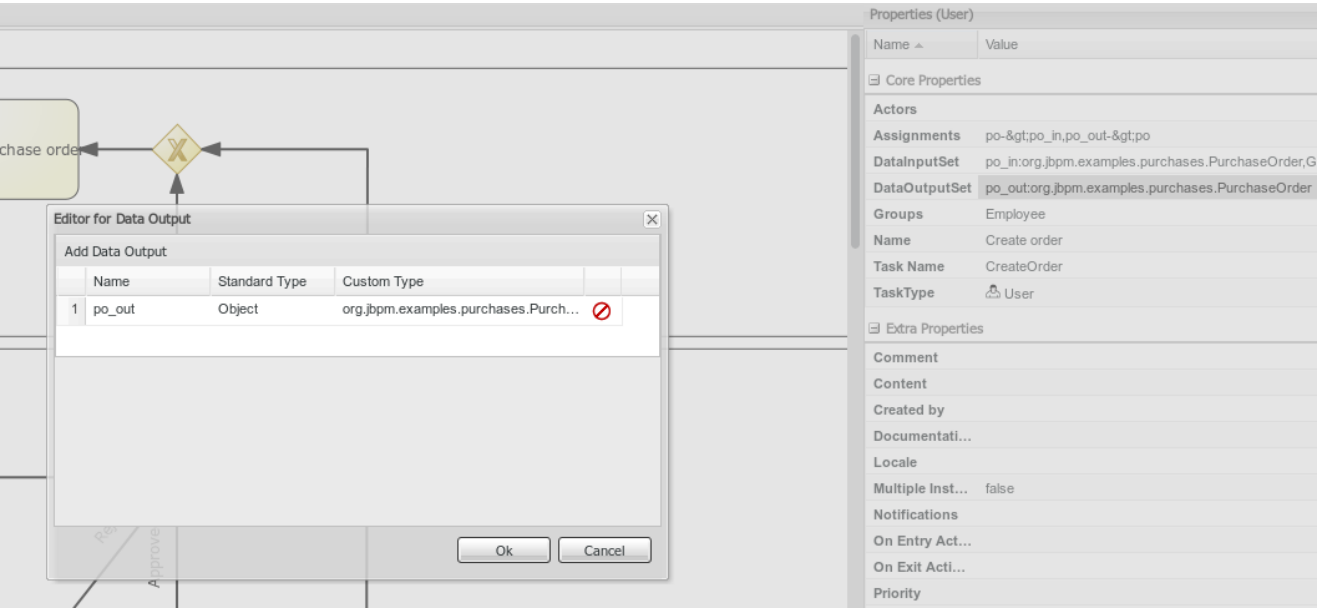 Properties (User)
Name Value
Core Properties
Actors
Assignments po-&gt;po_in,po_out-&gt;po
DataInputSet po_in:org.jbpm.examples.purchases.PurchaseOrder,G
DataOutputSet po_out:org.jbpm.examples.purchases.PurchaseOrder
Groups Employee
Name Create order
Task Name CreateOrder
TaskType User
Extra Properties
Comment
Content
Created by
Documentati...
Locale
Multiple Inst... false
Notifications
On Entry Act...
On Exit Acti...
Priority
chase orde
X
Editor for Data Output
Add Data Output
Name Standard Type Custom Type
1 po_out Object org.jbpm.examples.purchases.Purch...
Ok Cancel
Approve